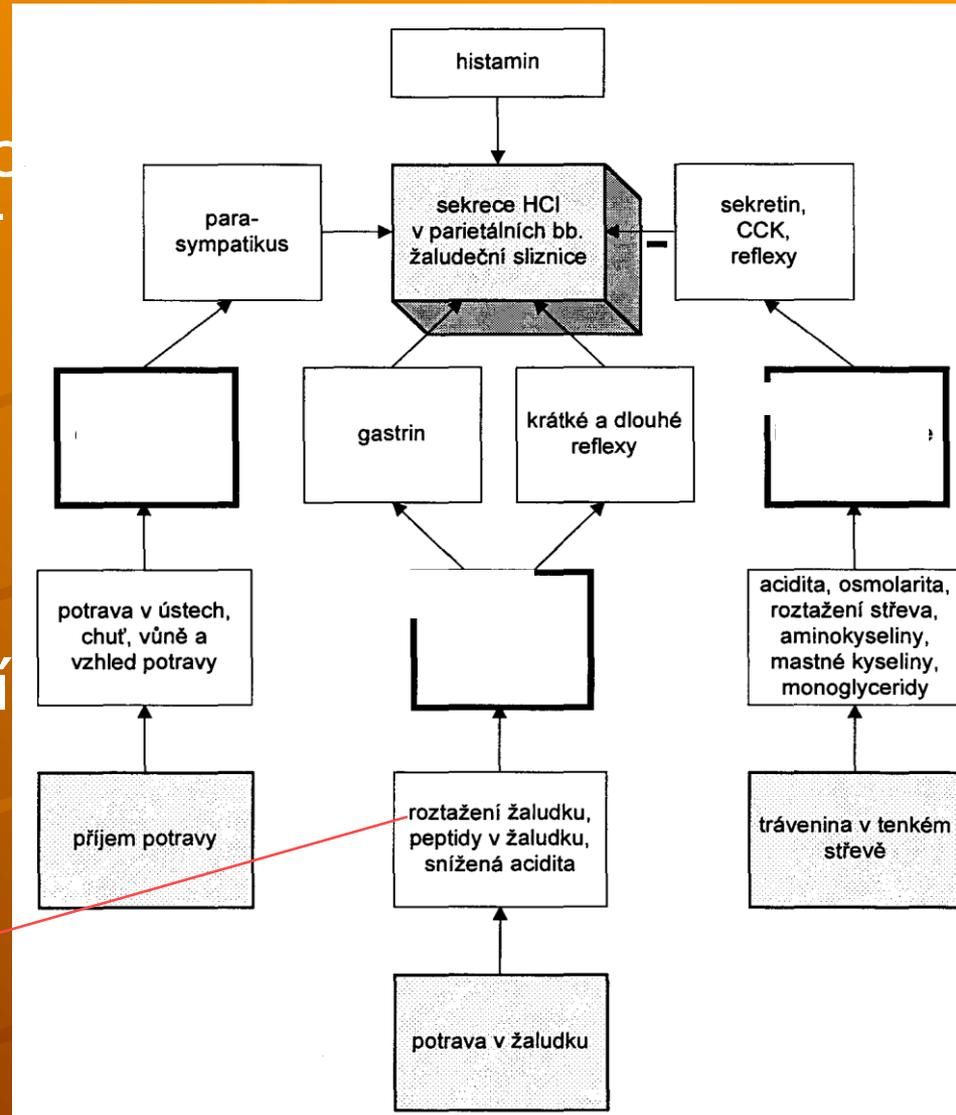 histamin
para-
sympatikus
sekrece HCl
v parietálních bb.
žaludeční sliznice
sekretin,
CCK,
reflexy
–
gastrin
krátké a dlouhé
reflexy
potrava v ústech,
chuť, vůně a
vzhled potravy
acidita, osmolarita,
roztažení střeva,
aminokyseliny,
mastné kyseliny,
monoglyceridy
příjem potravy
roztažení žaludku,
peptidy v žaludku,
snížená acidita
trávenina v tenkém
střevě
potrava v žaludku
í